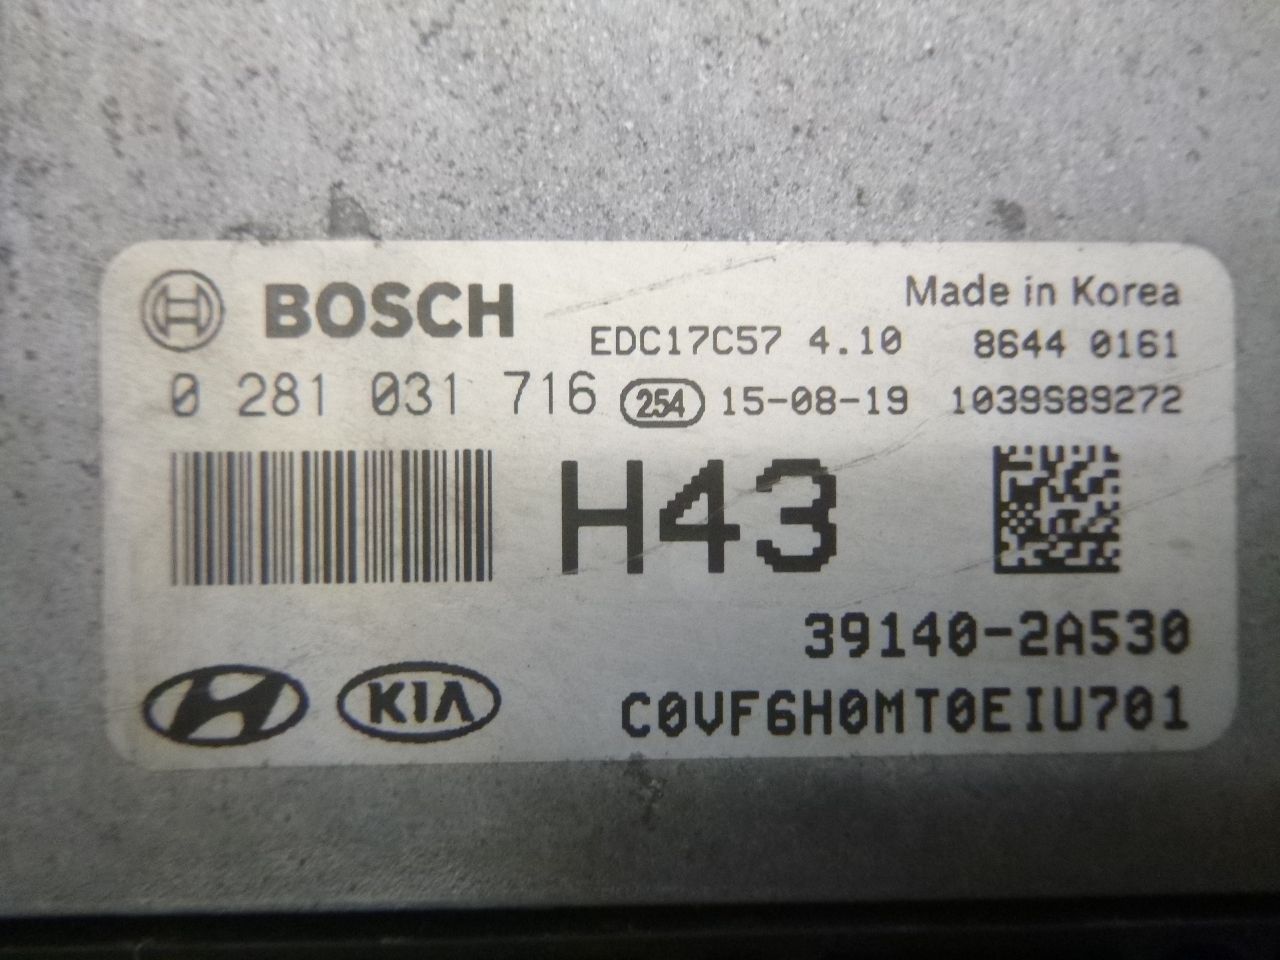 BOSCH
Made in Korea
EDC17C57 4.10 8644 0161
0 281 031 716 254 15-08-19 1039S89272
H43
39140-2A530
KIA C0VF6H0MT0EIU701